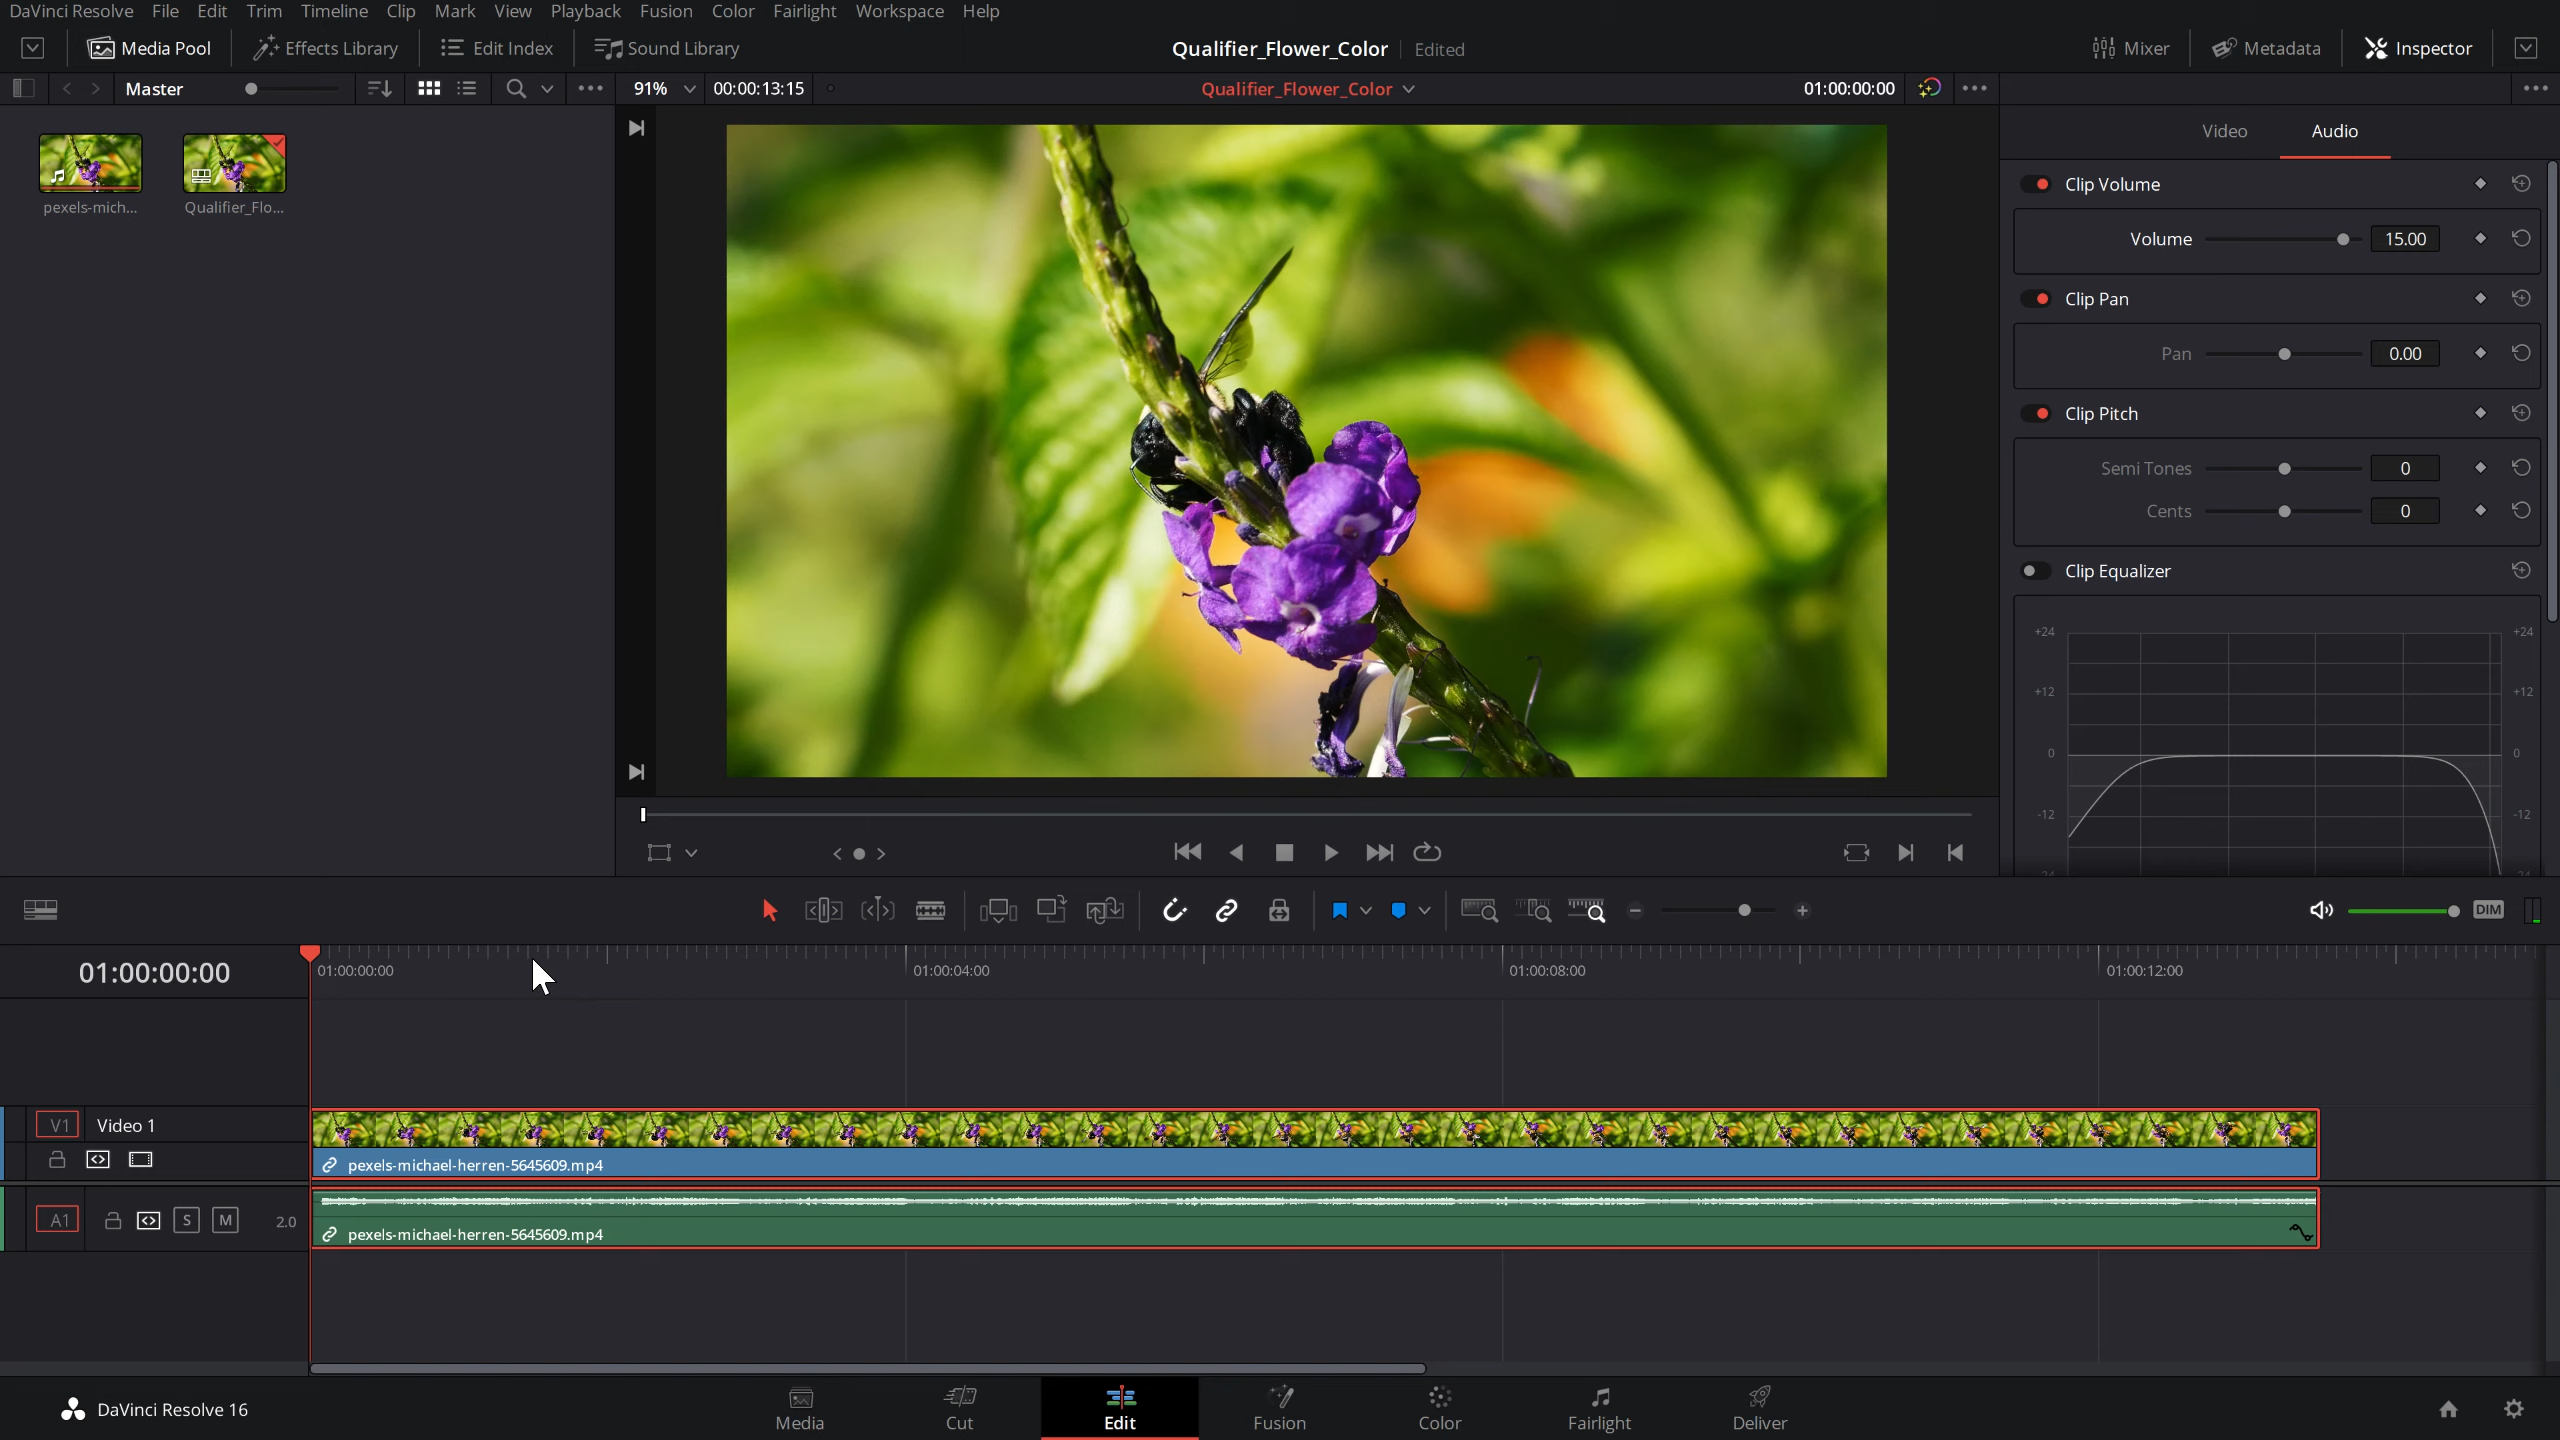 DaVinci Resolve File Edit Trim Timeline Clip Mark View Playback Fusion Color Fairlight Workspace Help
Media Pool Effects Library Edit Index Sound Library Qualifier_Flower_Color Edited Mixer Metadata Inspector
Master 91% 00:00:13:15 Qualifier_Flower_Color 01:00:00:00
Video Audio
pexels-mich... Qualifier_Flo...
Clip Volume
Volume 15.00
Clip Pan
Pan 0.00
Clip Pitch
Semi Tones 0
Cents 0
Clip Equalizer
+24 +24
+12 +12
0 0
-12 -12
-24 -24
DIM
01:00:00:00 01:00:00:00 01:00:04:00 01:00:08:00 01:00:12:00
V1 Video 1
pexels-michael-herren-5645609.mp4
A1 S M 2.0
pexels-michael-herren-5645609.mp4
DaVinci Resolve 16 Media Cut Edit Fusion Color Fairlight Deliver